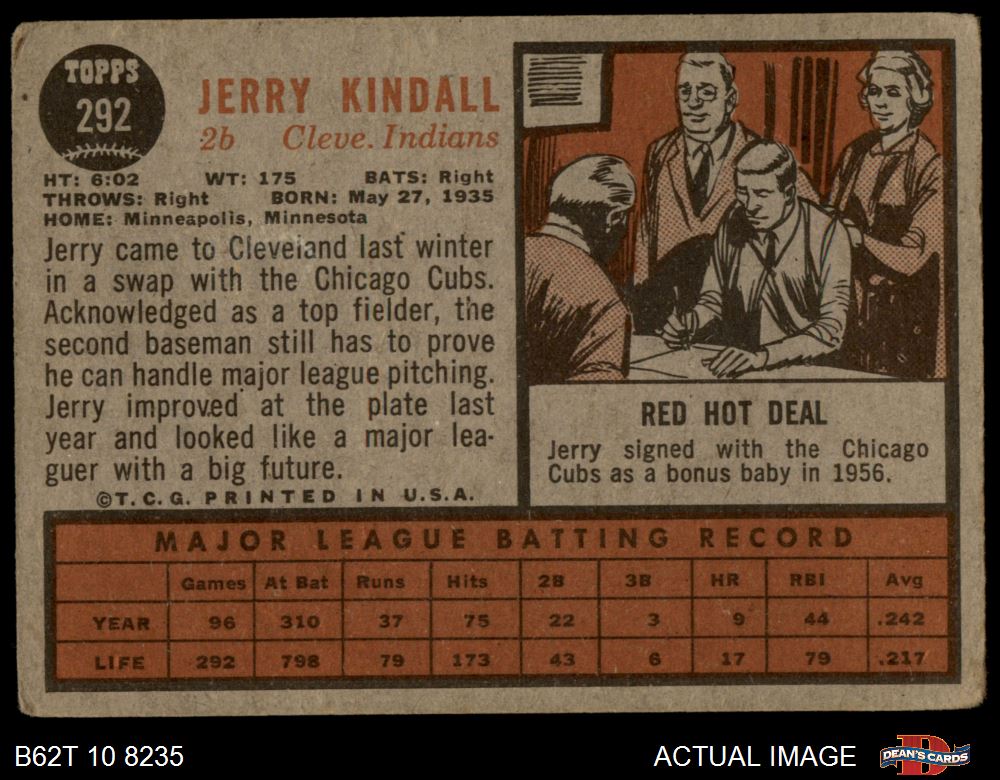 TOPPS
292
JERRY KINDALL
2b Cleve. Indians
HT: 6:02 WT: 175 BATS: Right
THROWS: Right BORN: May 27, 1935
HOME: Minneapolis, Minnesota
Jerry came to Cleveland last winter
in a swap with the Chicago Cubs.
Acknowledged as a top fielder, the
second baseman still has to prove
he can handle major league pitching.
Jerry improved at the plate last
year and looked like a major lea-
guer with a big future.
©T.C.G. PRINTED IN U.S.A.
RED HOT DEAL
Jerry signed with the Chicago
Cubs as a bonus baby in 1956.
MAJOR LEAGUE BATTING RECORD
Games At Bat Runs Hits 2B 3B HR RBI Avg
YEAR 96 310 37 75 22 3 9 44 .242
LIFE 292 798 79 173 43 6 17 79 .217
B62T 10 8235 ACTUAL IMAGE DEAN'S CARDS